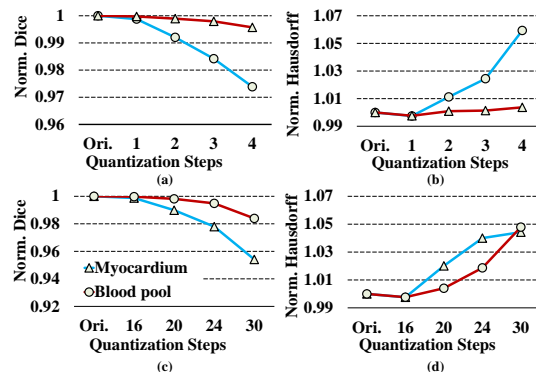 Norm. Dice
1
0.99
0.98
0.97
0.96
Ori. 1 2 3 4
Quantization Steps
(a)
Norm. Hausdorff
1.07
1.05
1.03
1.01
0.99
Ori. 1 2 3 4
Quantization Steps
(b)
Norm. Dice
1
0.98
0.96
0.94
0.92
Myocardium
Blood pool
Ori. 16 20 24 30
Quantization Steps
(c)
Norm. Hausdorff
1.07
1.05
1.03
1.01
0.99
Ori. 16 20 24 30
Quantization Steps
(d)